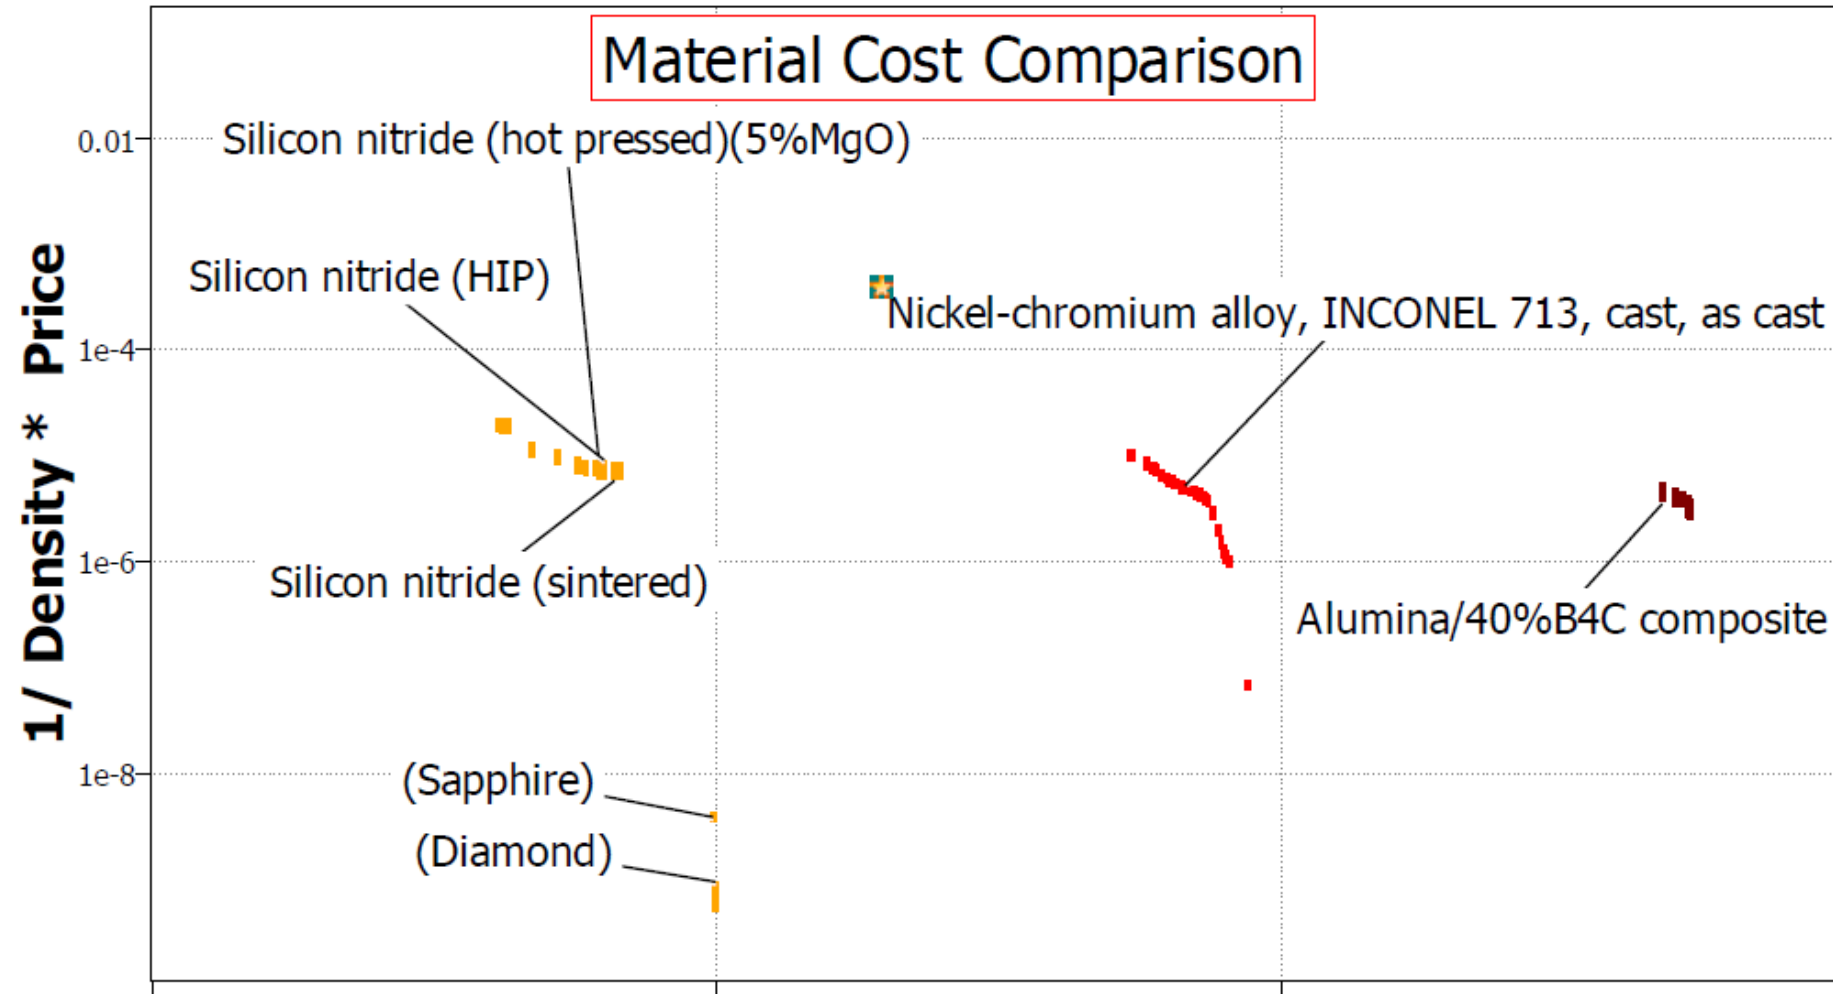 Material Cost Comparison
0.01
Silicon nitride (hot pressed)(5%MgO)
Silicon nitride (HIP)
Nickel-chromium alloy, INCONEL 713, cast, as cast
1e-4
1/ Density * Price
1e-6
Silicon nitride (sintered)
Alumina/40%B4C composite
1e-8
(Sapphire)
(Diamond)